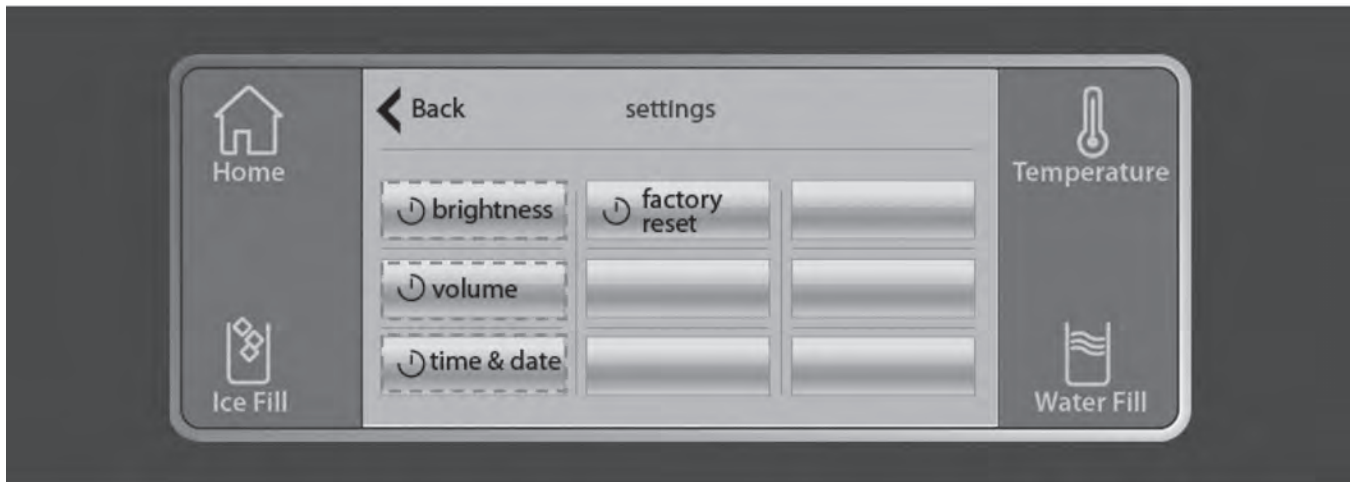 Home
Back
settings
Temperature
brightness
factory
reset
volume
time & date
Ice Fill
Water Fill